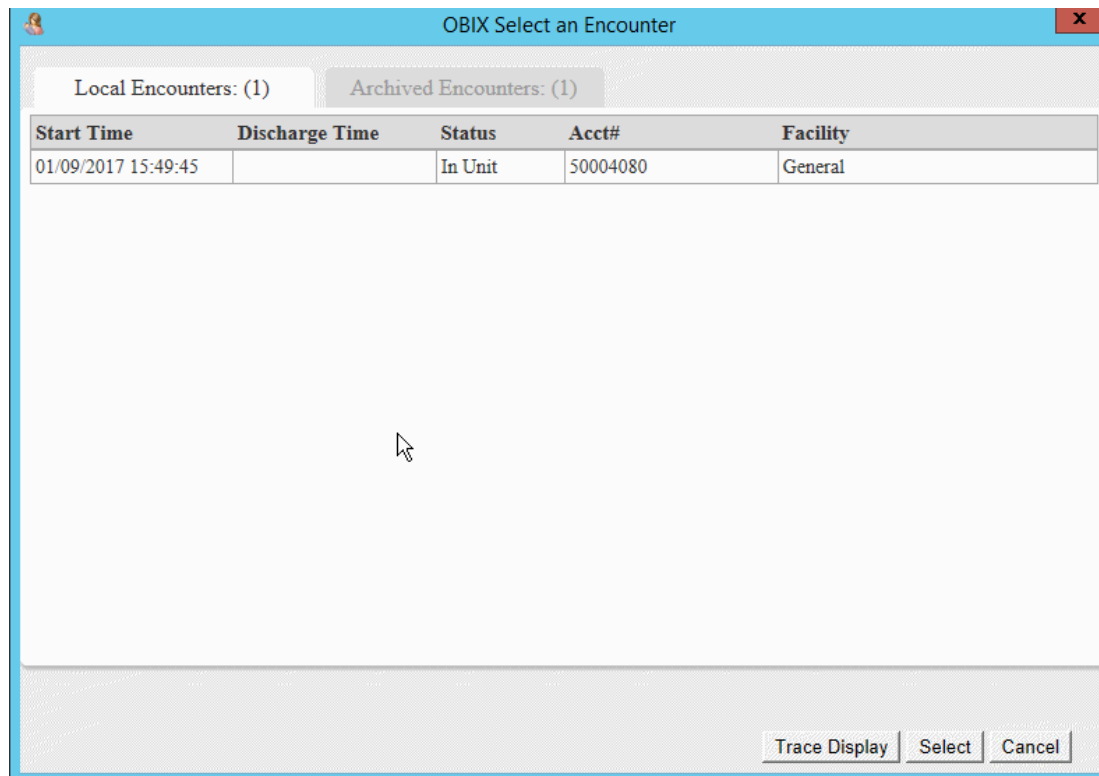 OBIX Select an Encounter
x
Local Encounters: (1) Archived Encounters: (1)
Start Time Discharge Time Status Acct# Facility
01/09/2017 15:49:45 In Unit 50004080 General
Trace Display Select Cancel